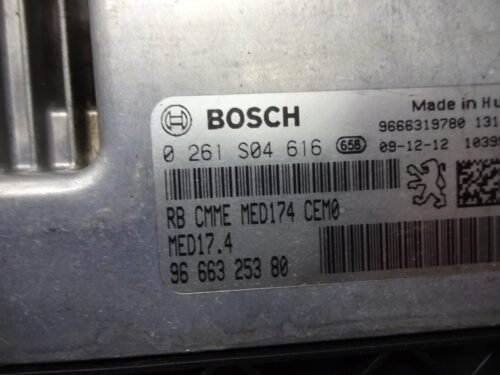 BOSCH
Made in Hu
9666319780 131
0 261 S04 616 658 09-12-12 1039
RB CMME MED174 CEM0
MED17.4
96 663 253 80